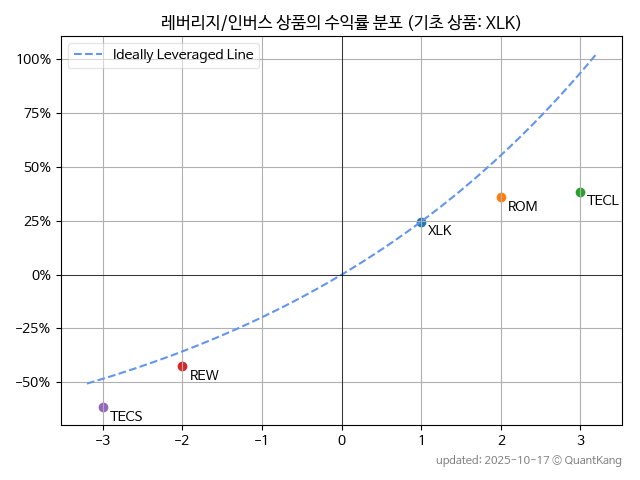 레버리지/인버스 상품의 수익률 분포 (기초 상품: XLK)
Ideally Leveraged Line
100%
75%
50%
25%
0%
−25%
−50%
TECL
ROM
XLK
REW
TECS
−3 −2 −1 0 1 2 3
updated: 2025-10-17 © QuantKang